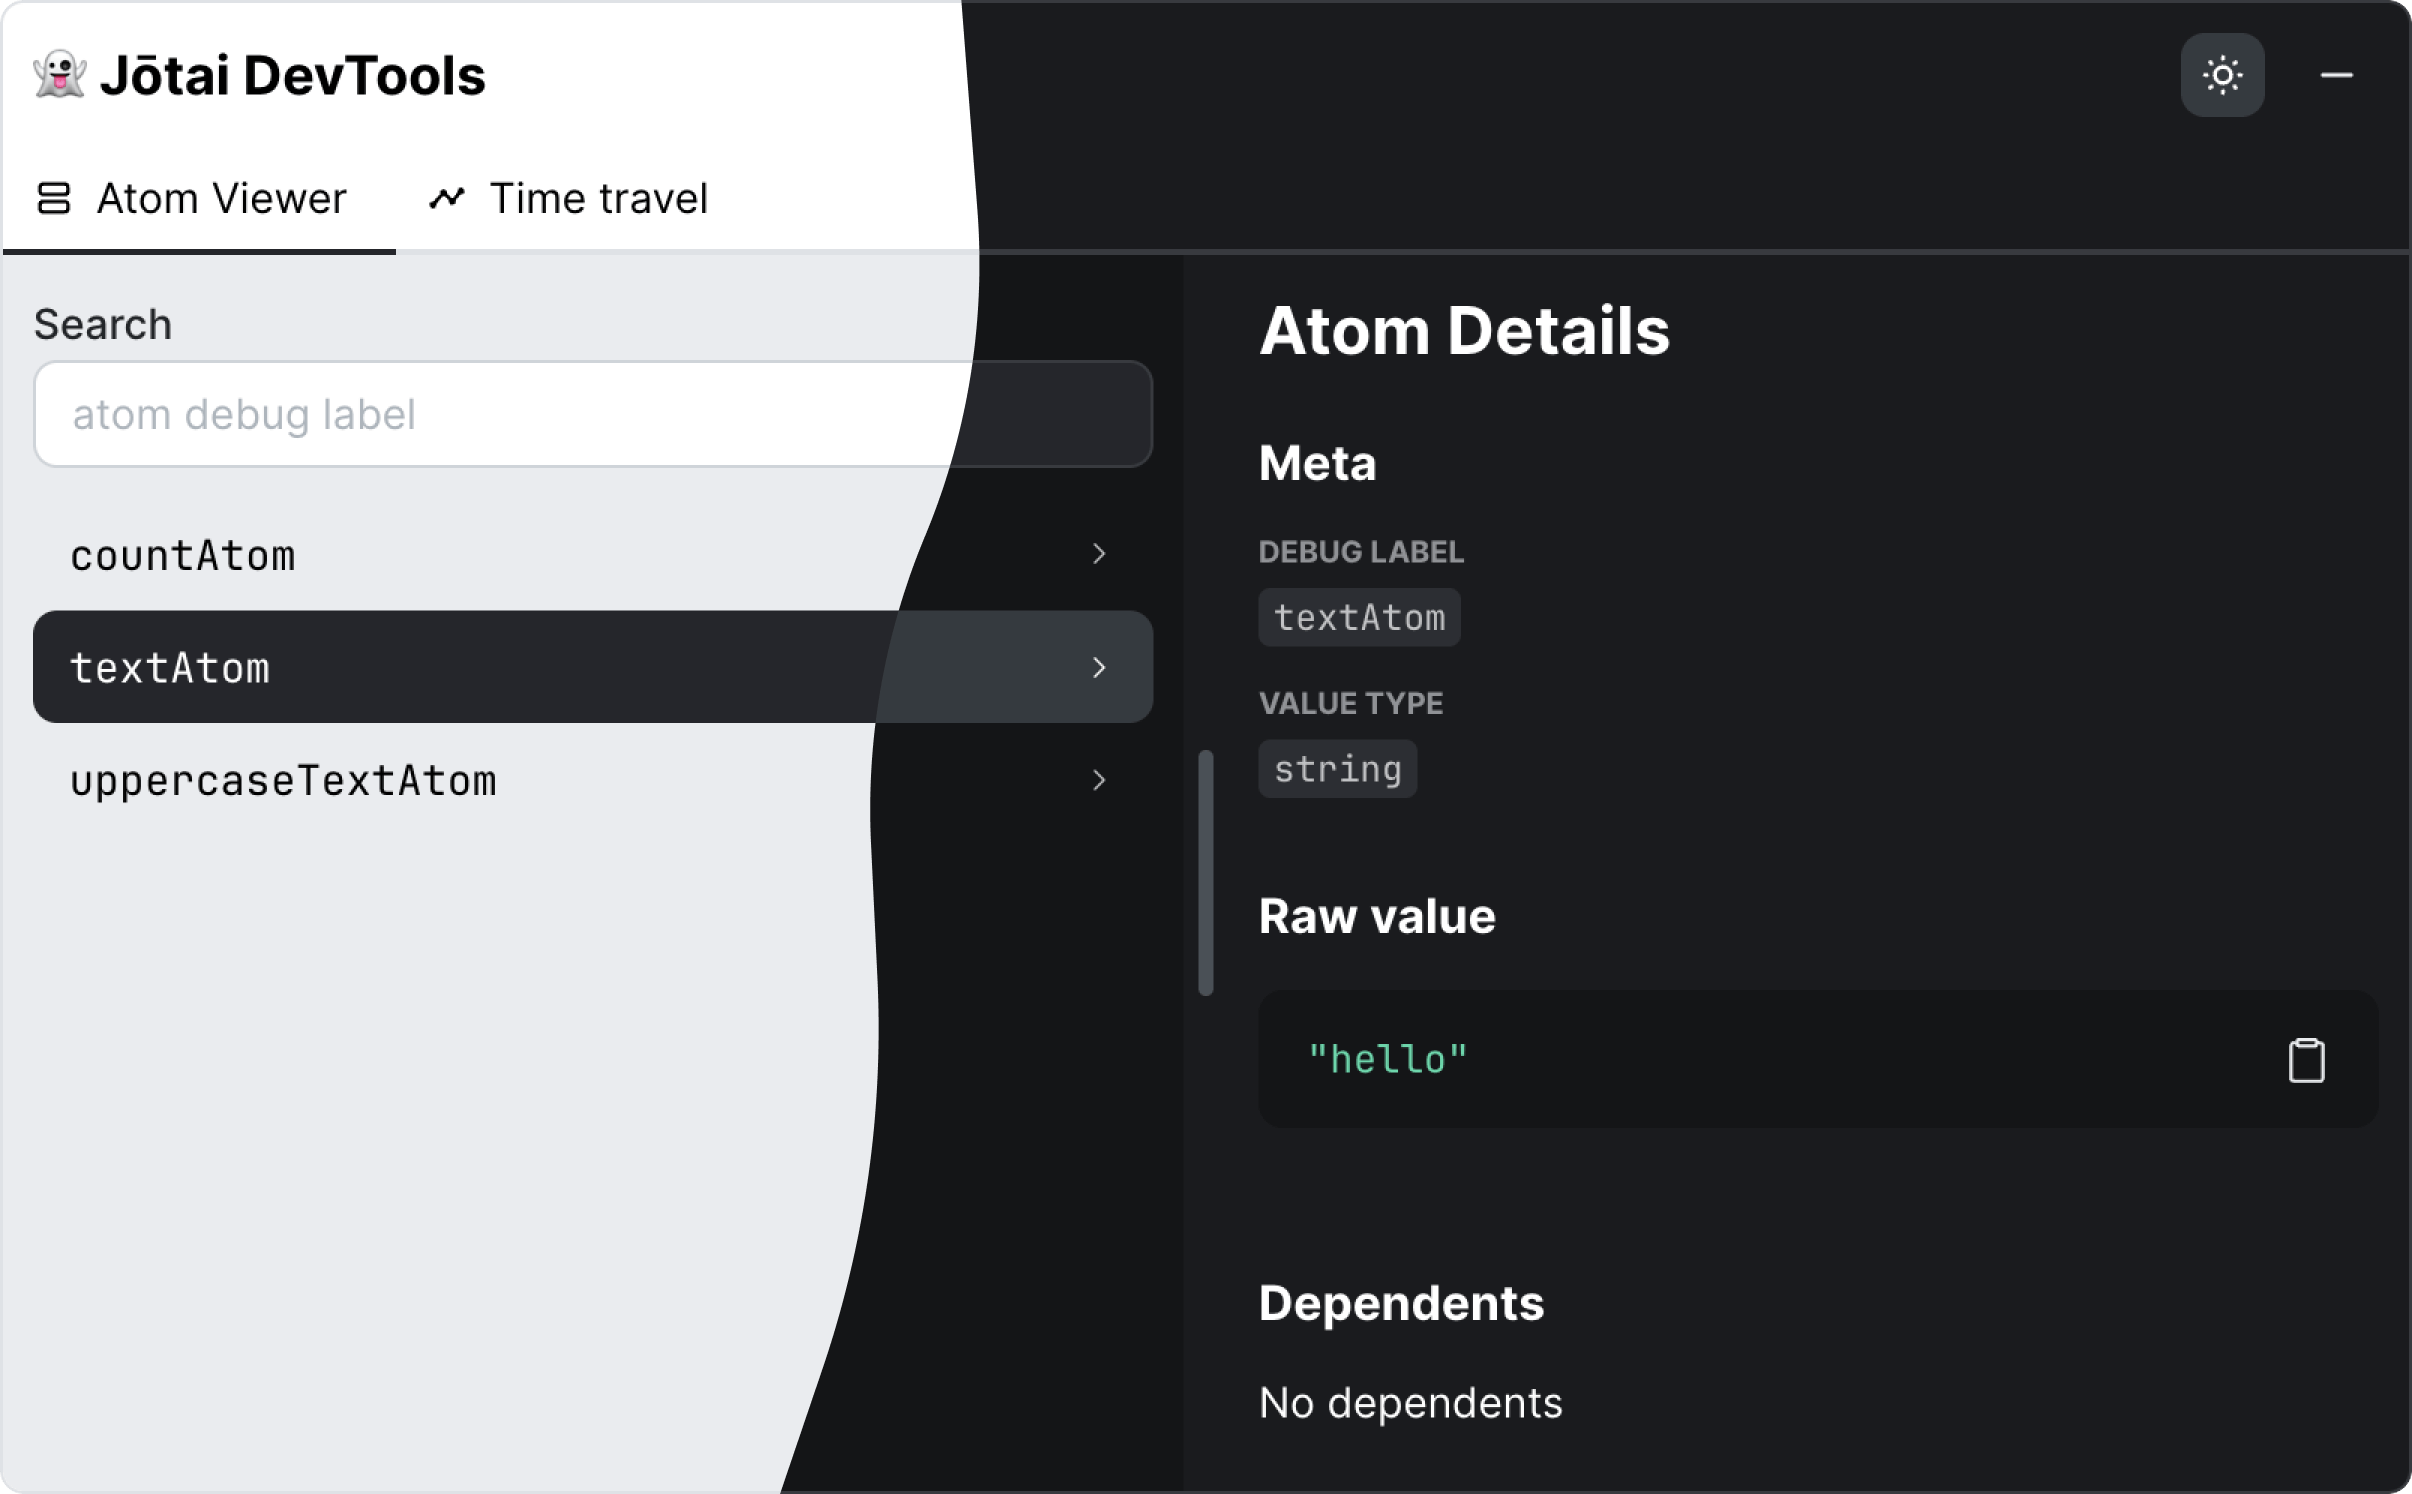 Jōtai DevTools
Atom Viewer
Time travel
Search
atom debug label
countAtom
textAtom
uppercaseTextAtom
Atom Details
Meta
DEBUG LABEL
textAtom
VALUE TYPE
string
Raw value
"hello"
Dependents
No dependents